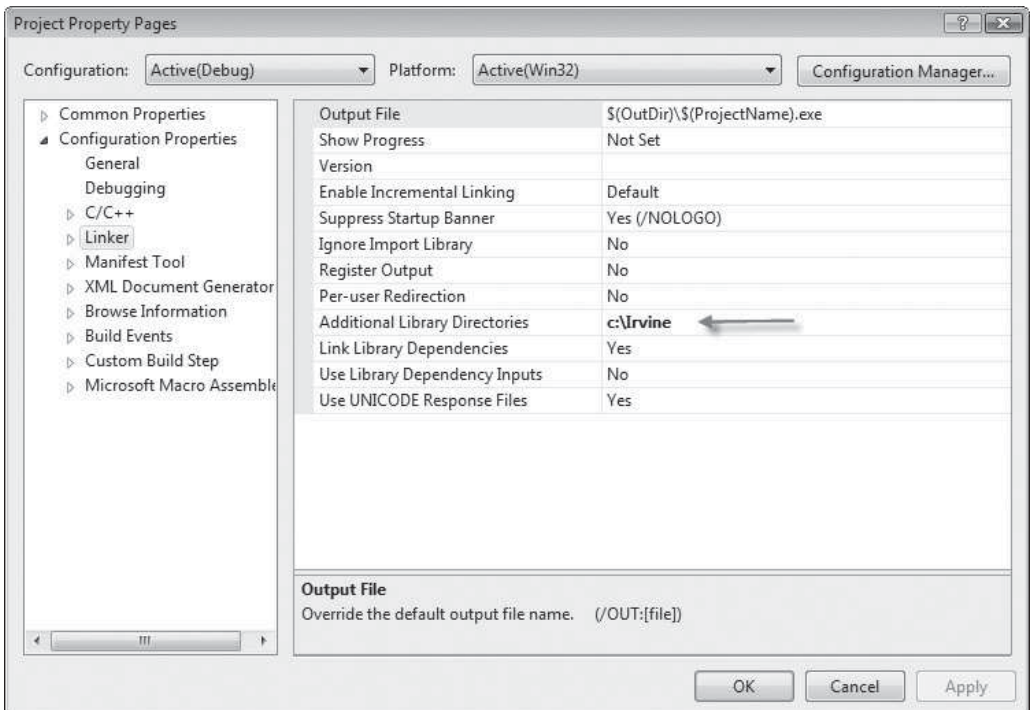 Project Property Pages
Configuration: Active(Debug) Platform: Active(Win32) Configuration Manager...
Common Properties
Configuration Properties
General
Debugging
C/C++
Linker
Manifest Tool
XML Document Generator
Browse Information
Build Events
Custom Build Step
Microsoft Macro Assemble
Output File $(OutDir)\$(ProjectName).exe
Show Progress Not Set
Version
Enable Incremental Linking Default
Suppress Startup Banner Yes (/NOLOGO)
Ignore Import Library No
Register Output No
Per-user Redirection No
Additional Library Directories c:\Irvine
Link Library Dependencies Yes
Use Library Dependency Inputs No
Use UNICODE Response Files Yes
Output File
Override the default output file name. (/OUT:[file])
OK Cancel Apply